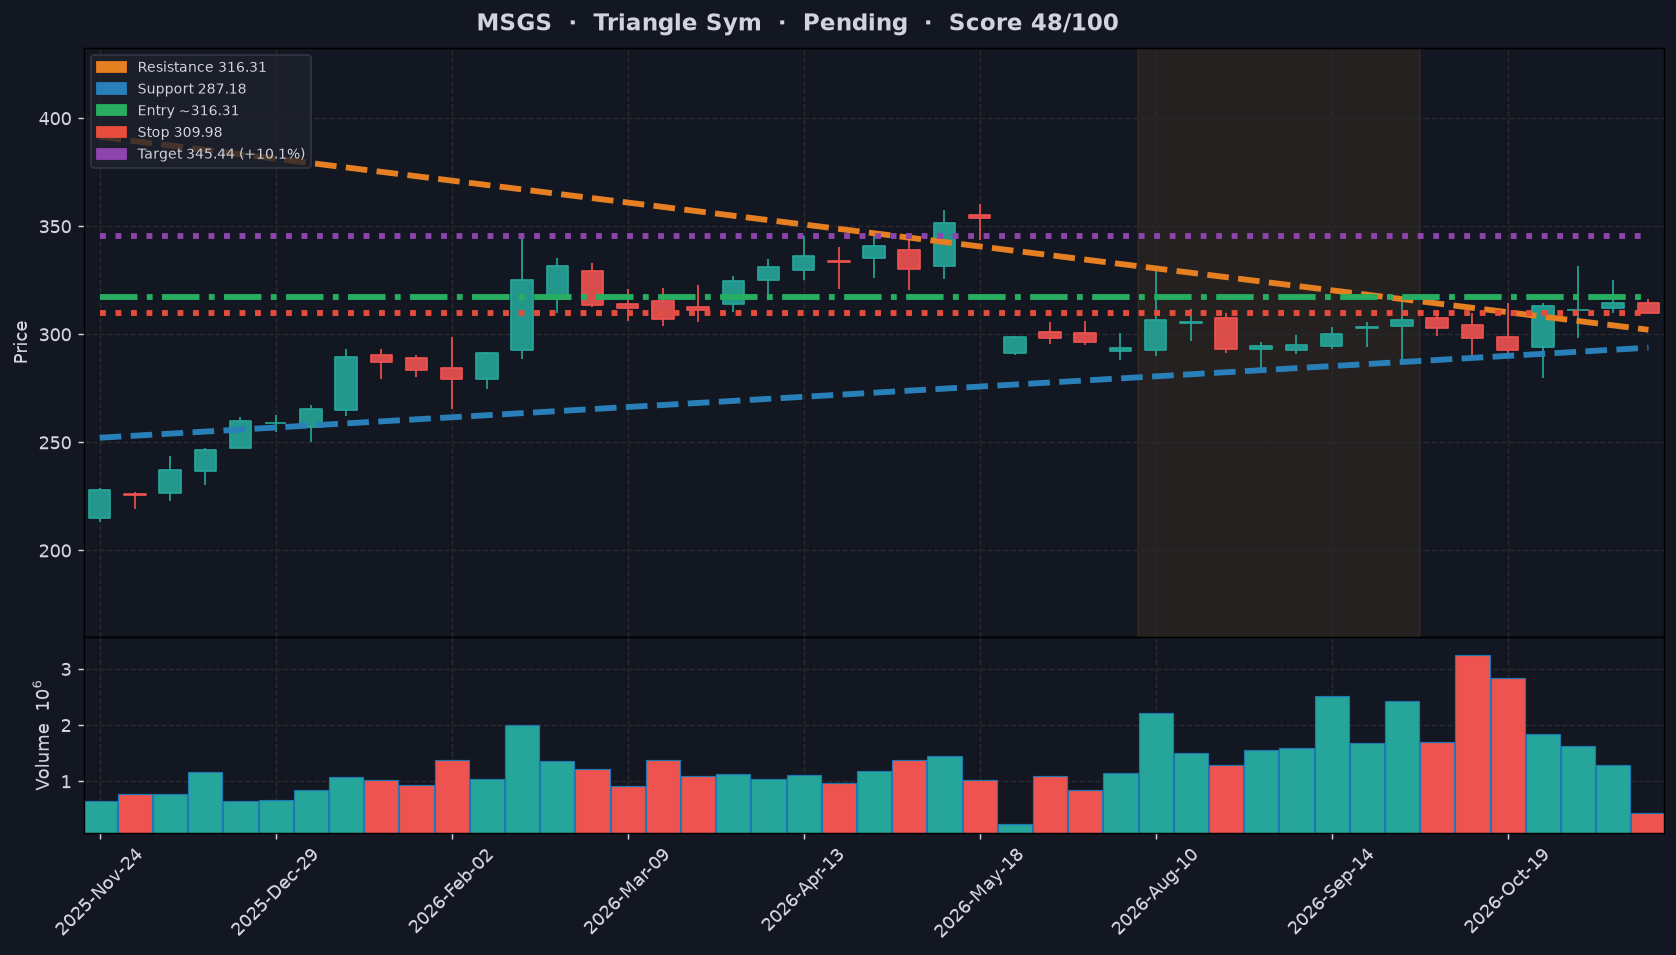 MSGS · Triangle Sym · Pending · Score 48/100
Resistance 316.31
Support 287.18
Entry ~316.31
Stop 309.98
Target 345.44 (+10.1%)
Price
400
350
300
250
200
Volume 10⁶
3
2
1
2025-Nov-24
2025-Dec-29
2026-Feb-02
2026-Mar-09
2026-Apr-13
2026-May-18
2026-Aug-10
2026-Sep-14
2026-Oct-19